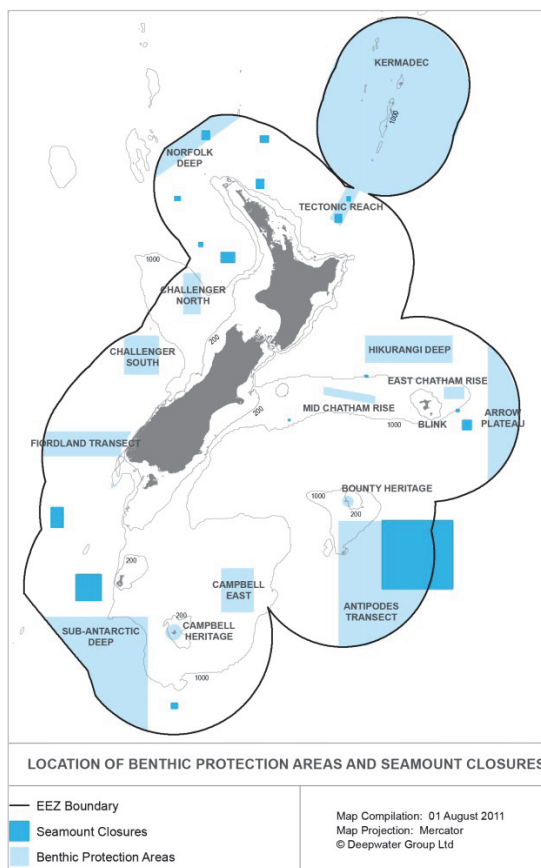 KERMADEC
1000
NORFOLK
DEEP
TECTONIC REACH
1000
CHALLENGER
NORTH
200
CHALLENGER
SOUTH
HIKURANGI DEEP
EAST CHATHAM RISE
200
MID CHATHAM RISE
BLINK
ARROW
PLATEAU
1000
FIORDLAND TRANSECT
BOUNTY HERITAGE
1000
200
200
CAMPBELL
EAST
ANTIPODES
TRANSECT
200
SUB-ANTARCTIC
DEEP
CAMPBELL
HERITAGE
1000
LOCATION OF BENTHIC PROTECTION AREAS AND SEAMOUNT CLOSURES
EEZ Boundary
Seamount Closures
Benthic Protection Areas
Map Compilation: 01 August 2011
Map Projection: Mercator
© Deepwater Group Ltd